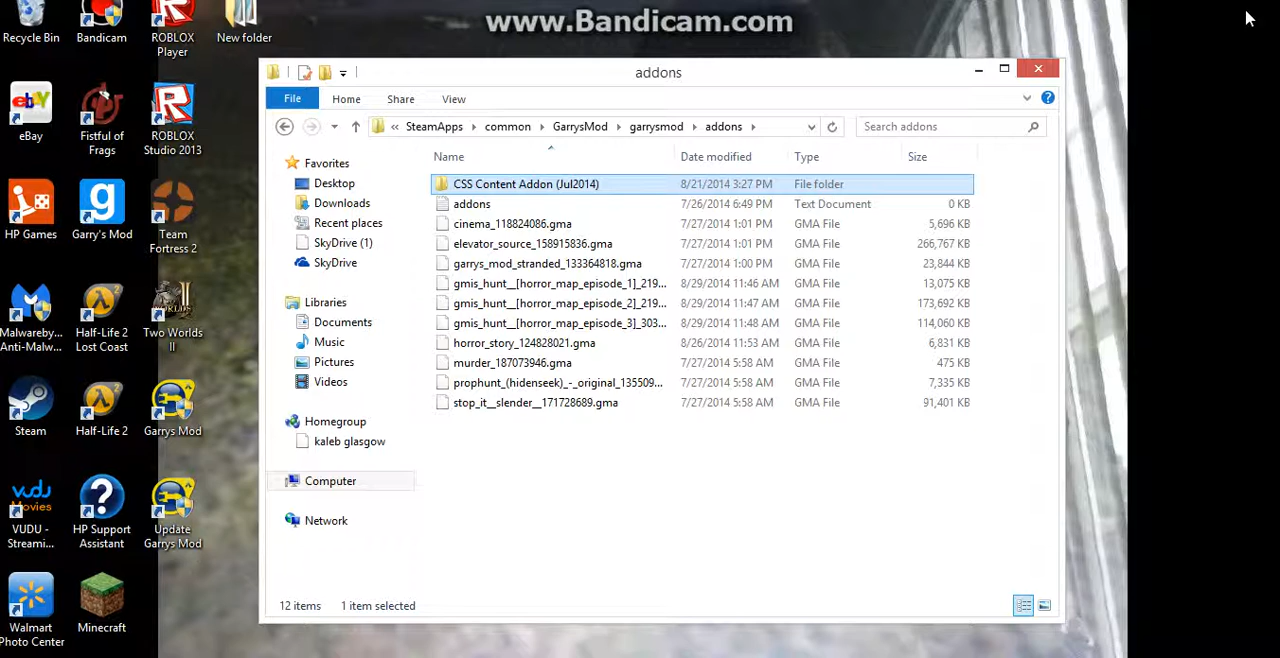 www.Bandicam.com
Recycle Bin
Bandicam
ROBLOX
Player
New folder
eBay
Fistful of
Frags
ROBLOX
Studio 2013
HP Games
Garry's Mod
Team
Fortress 2
Malwareby...
Anti-Malw...
Half-Life 2
Lost Coast
Two Worlds
II
Steam
Half-Life 2
Garrys Mod
VUDU -
Streami...
HP Support
Assistant
Update
Garrys Mod
Walmart
Photo Center
Minecraft
addons
File Home Share View
« SteamApps common GarrysMod garrysmod addons
Search addons
Favorites
Desktop
Downloads
Recent places
SkyDrive (1)
SkyDrive
Libraries
Documents
Music
Pictures
Videos
Homegroup
kaleb glasgow
Computer
Network
Name Date modified Type Size
CSS Content Addon (Jul2014) 8/21/2014 3:27 PM File folder
addons 7/26/2014 6:49 PM Text Document 0 KB
cinema_118824086.gma 7/27/2014 1:01 PM GMA File 5,696 KB
elevator_source_158915836.gma 7/27/2014 1:01 PM GMA File 266,767 KB
garrys_mod_stranded_133364818.gma 7/27/2014 1:00 PM GMA File 23,844 KB
gmis_hunt__[horror_map_episode_1]_219... 8/29/2014 11:46 AM GMA File 13,075 KB
gmis_hunt__[horror_map_episode_2]_219... 8/29/2014 11:47 AM GMA File 173,692 KB
gmis_hunt__[horror_map_episode_3]_303... 8/29/2014 11:48 AM GMA File 114,060 KB
horror_story_124828021.gma 8/26/2014 11:53 AM GMA File 6,831 KB
murder_187073946.gma 7/27/2014 5:58 AM GMA File 475 KB
prophunt_(hidenseek)_-_original_135509... 7/27/2014 5:58 AM GMA File 7,335 KB
stop_it__slender__171728689.gma 7/27/2014 5:58 AM GMA File 91,401 KB
12 items 1 item selected